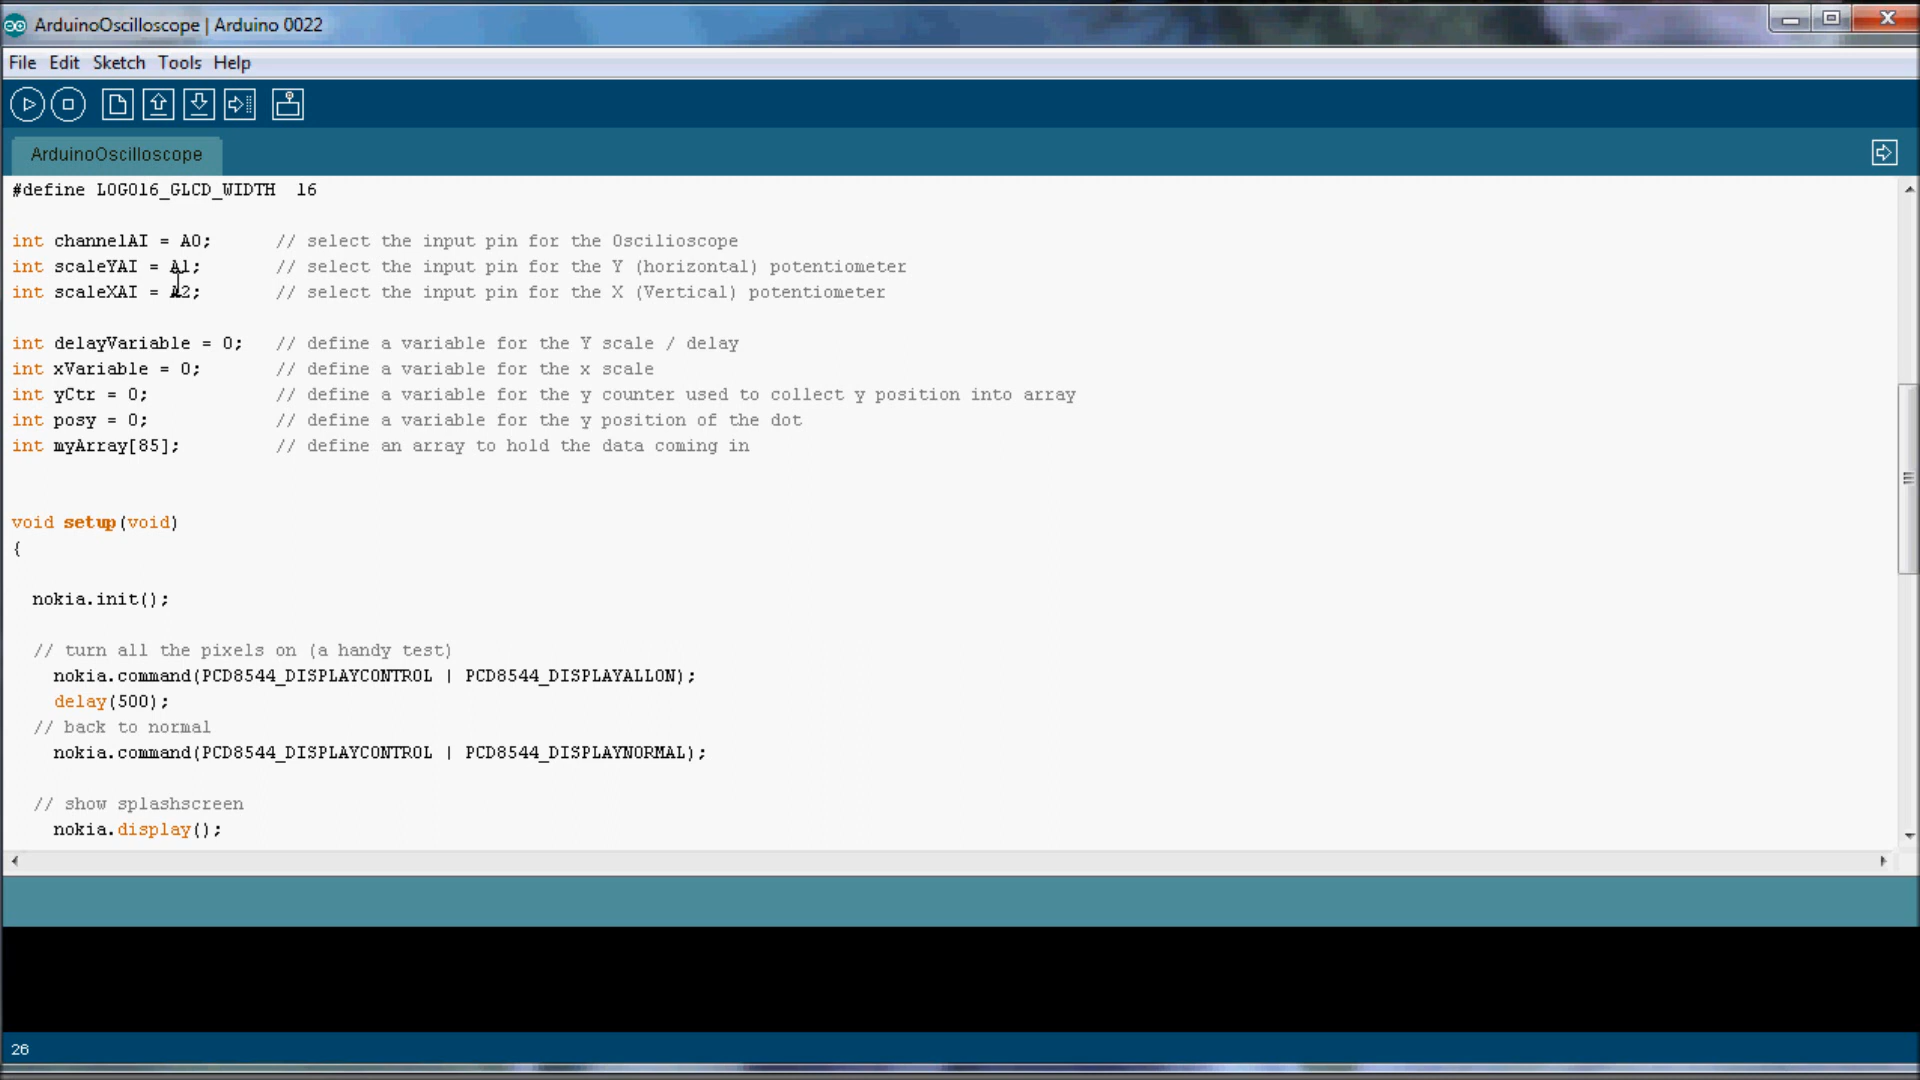 ArduinoOscilloscope | Arduino 0022
File Edit Sketch Tools Help
ArduinoOscilloscope
#define LOGO16_GLCD_WIDTH  16
int channelAI = A0;      // select the input pin for the Oscilioscope
int scaleYAI = A1;       // select the input pin for the Y (horizontal) potentiometer
int scaleXAI = A2;       // select the input pin for the X (Vertical) potentiometer
int delayVariable = 0;   // define a variable for the Y scale / delay
int xVariable = 0;       // define a variable for the x scale
int yCtr = 0;            // define a variable for the y counter used to collect y position into array
int posy = 0;            // define a variable for the y position of the dot
int myArray[85];         // define an array to hold the data coming in
void setup(void)
{
  nokia.init();
  // turn all the pixels on (a handy test)
    nokia.command(PCD8544_DISPLAYCONTROL | PCD8544_DISPLAYALLON);
    delay(500);
  // back to normal
    nokia.command(PCD8544_DISPLAYCONTROL | PCD8544_DISPLAYNORMAL);
  // show splashscreen
    nokia.display();
26